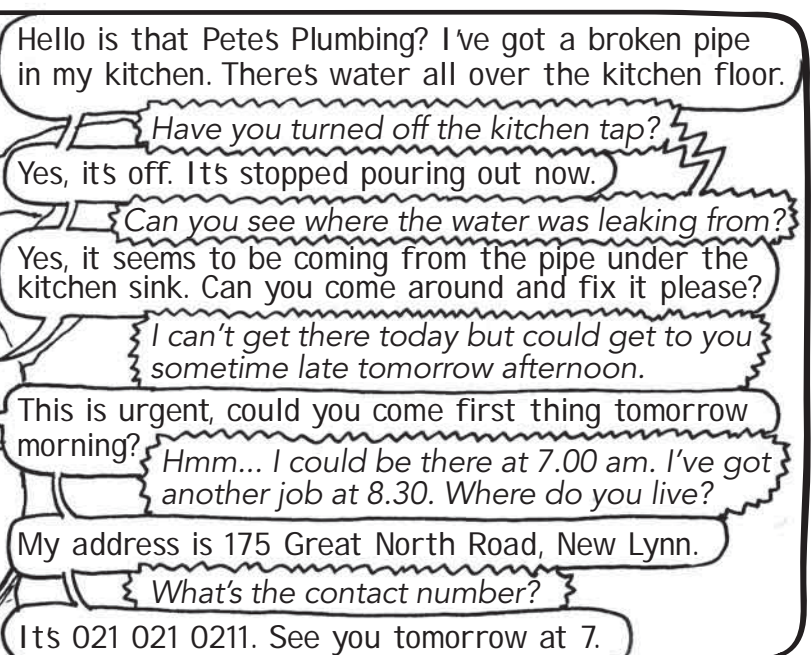 Hello is that Pete's Plumbing? I've got a broken pipe
in my kitchen. There's water all over the kitchen floor.
Have you turned off the kitchen tap?
Yes, it's off. It's stopped pouring out now.
Can you see where the water was leaking from?
Yes, it seems to be coming from the pipe under the
kitchen sink. Can you come around and fix it please?
I can't get there today but could get to you
sometime late tomorrow afternoon.
This is urgent, could you come first thing tomorrow
morning?
Hmm... I could be there at 7.00 am. I've got
another job at 8.30. Where do you live?
My address is 175 Great North Road, New Lynn.
What's the contact number?
It's 021 021 0211. See you tomorrow at 7.